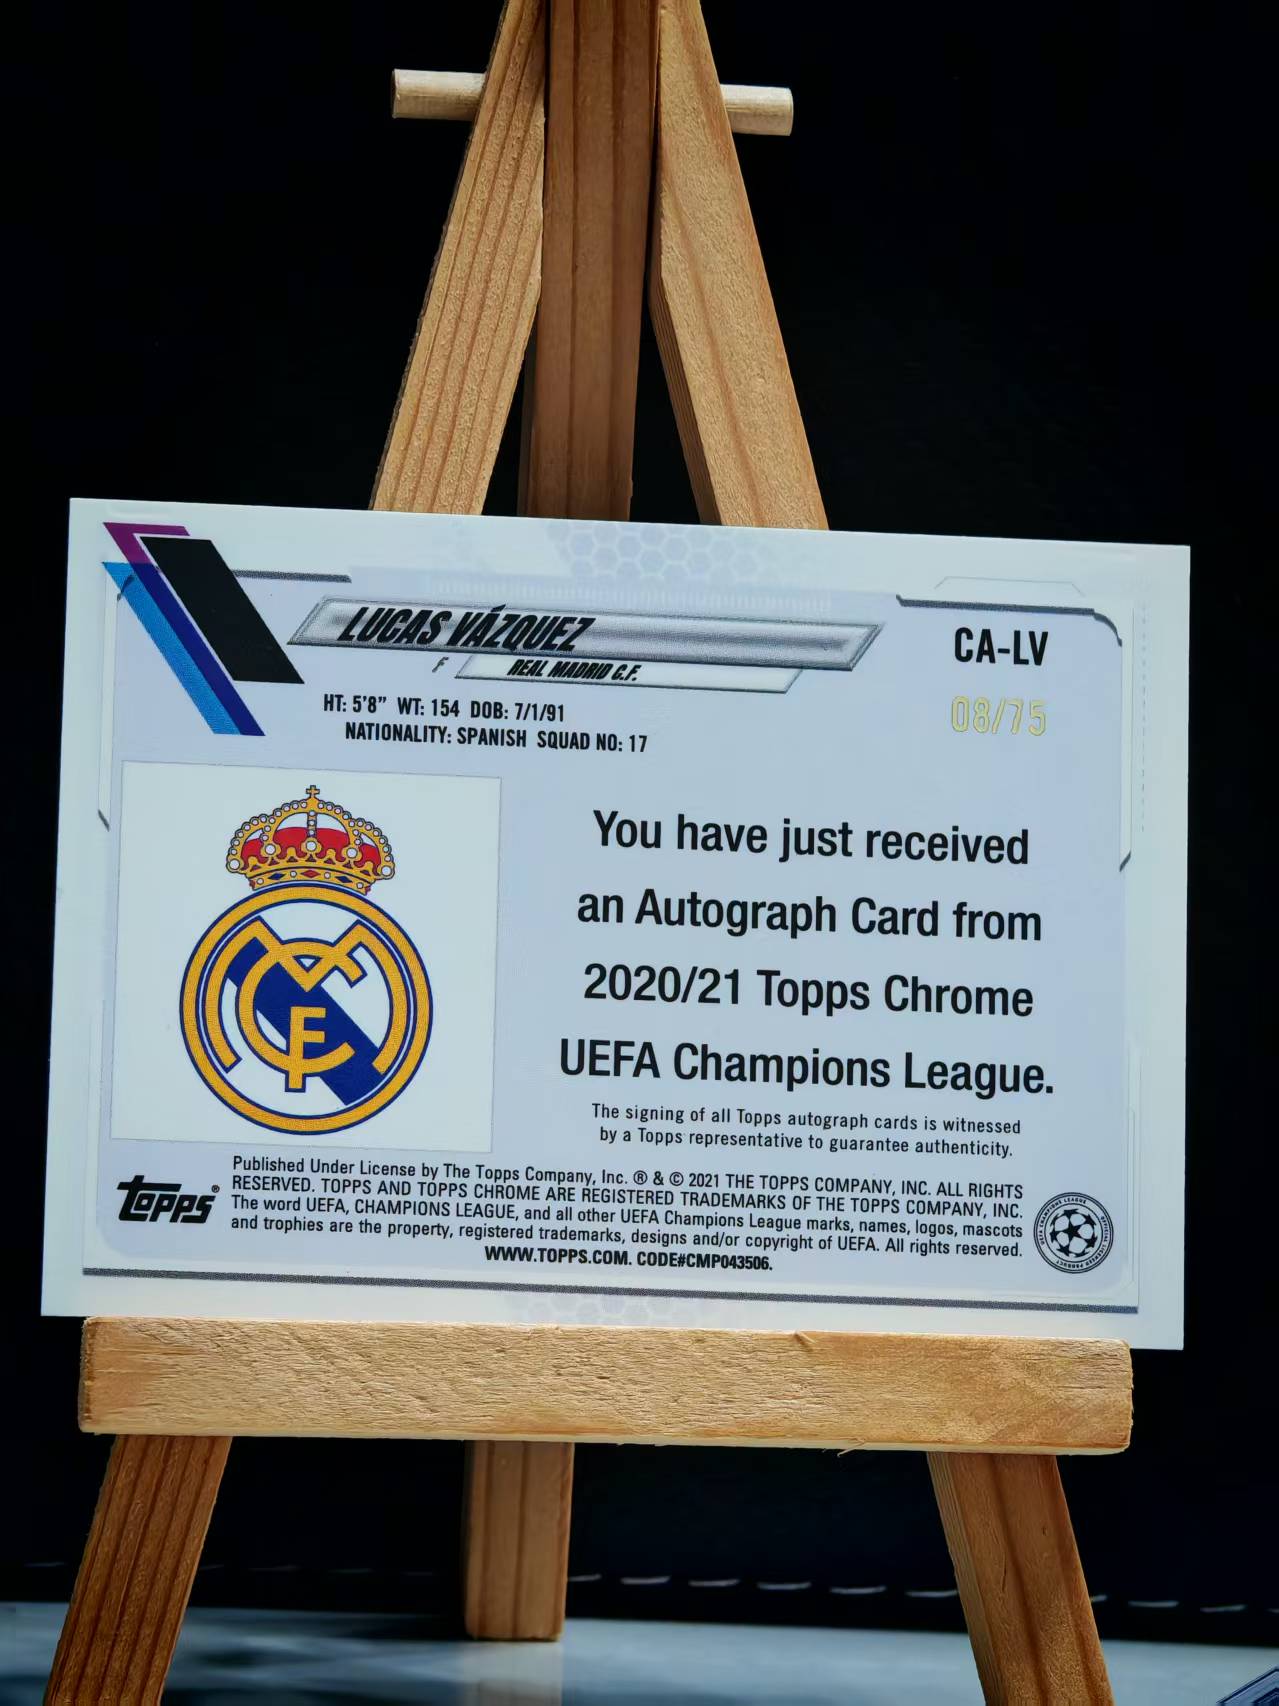 LUCAS VÁZQUEZ
F REAL MADRID C.F.
HT: 5'8" WT: 154 DOB: 7/1/91
NATIONALITY: SPANISH SQUAD NO: 17
CA-LV
08/75
You have just received
an Autograph Card from
2020/21 Topps Chrome
UEFA Champions League.
The signing of all Topps autograph cards is witnessed
by a Topps representative to guarantee authenticity.
topps®
Published Under License by The Topps Company, Inc. ® & © 2021 THE TOPPS COMPANY, INC. ALL RIGHTS
RESERVED. TOPPS AND TOPPS CHROME ARE REGISTERED TRADEMARKS OF THE TOPPS COMPANY, INC.
The word UEFA, CHAMPIONS LEAGUE, and all other UEFA Champions League marks, names, logos, mascots
and trophies are the property, registered trademarks, designs and/or copyright of UEFA. All rights reserved.
WWW.TOPPS.COM. CODE#CMP043506.
UEFA CHAMPIONS LEAGUE
OFFICIAL LICENSED PRODUCT